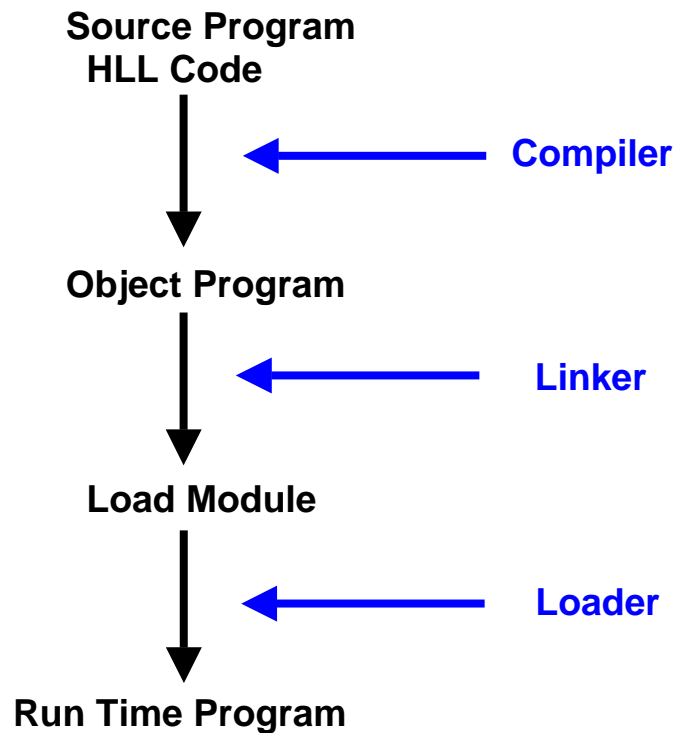 Source Program
HLL Code
Compiler
Object Program
Linker
Load Module
Loader
Run Time Program